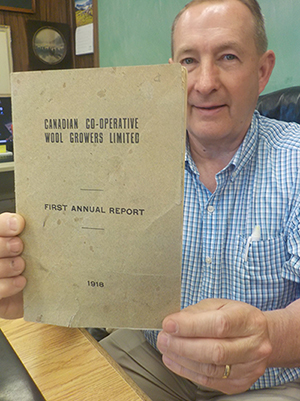 CANADIAN CO-OPERATIVE
WOOL GROWERS LIMITED
FIRST ANNUAL REPORT
1918